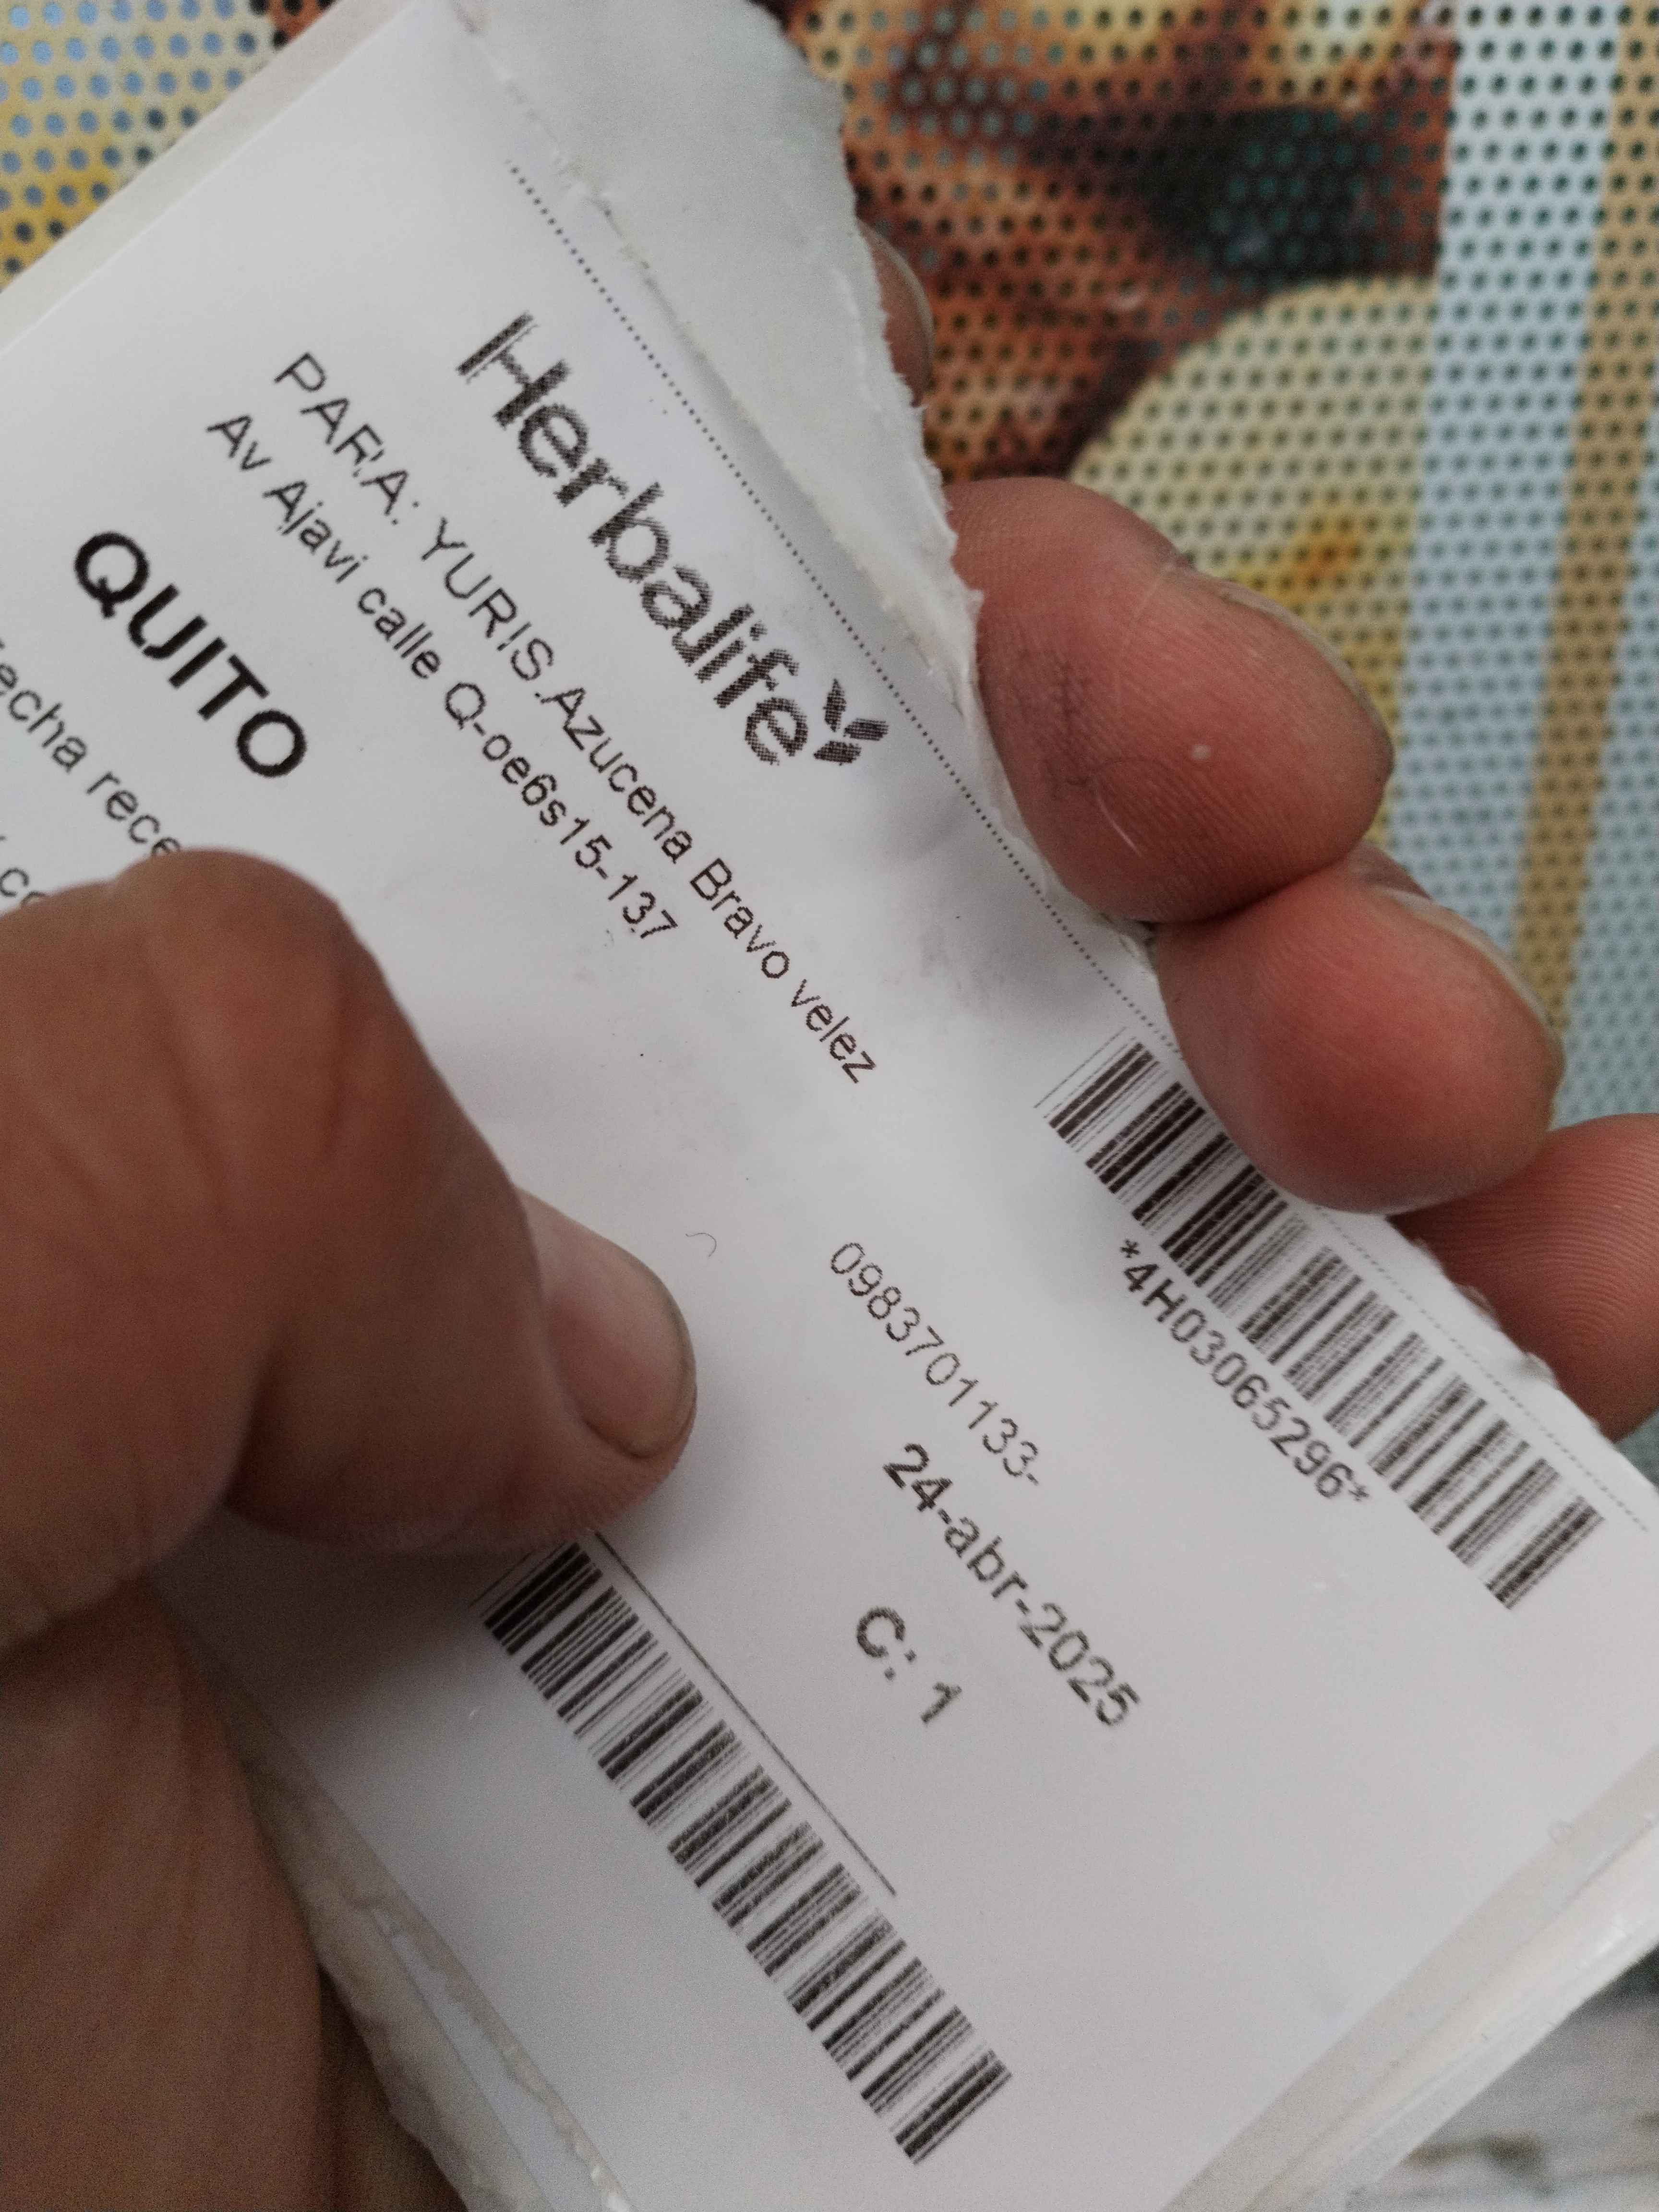 Herbalife
*4H03065296*
PARA: YURIS.Azucena Bravo velez
Av Ajavi calle Q-oe6s15-137
0983701133-
QUITO
24-abr-2025
C: 1